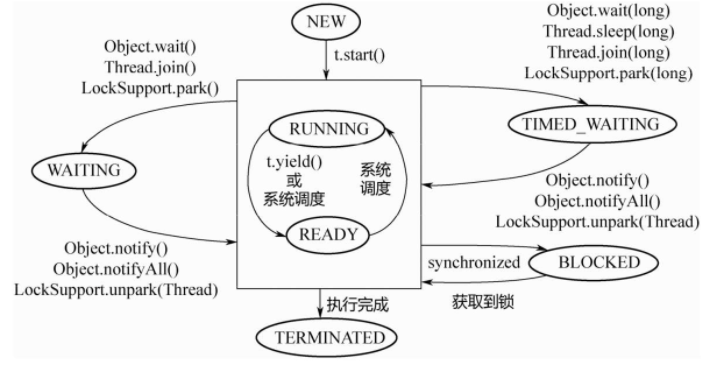 NEW
t.start()
Object.wait()
Thread.join()
LockSupport.park()
Object.wait(long)
Thread.sleep(long)
Thread.join(long)
LockSupport.park(long)
RUNNING
TIMED_WAITING
WAITING
t.yield()
或
系统调度
系统
调度
READY
Object.notify()
Object.notifyAll()
LockSupport.unpark(Thread)
Object.notify()
Object.notifyAll()
LockSupport.unpark(Thread)
synchronized
BLOCKED
获取到锁
执行完成
TERMINATED